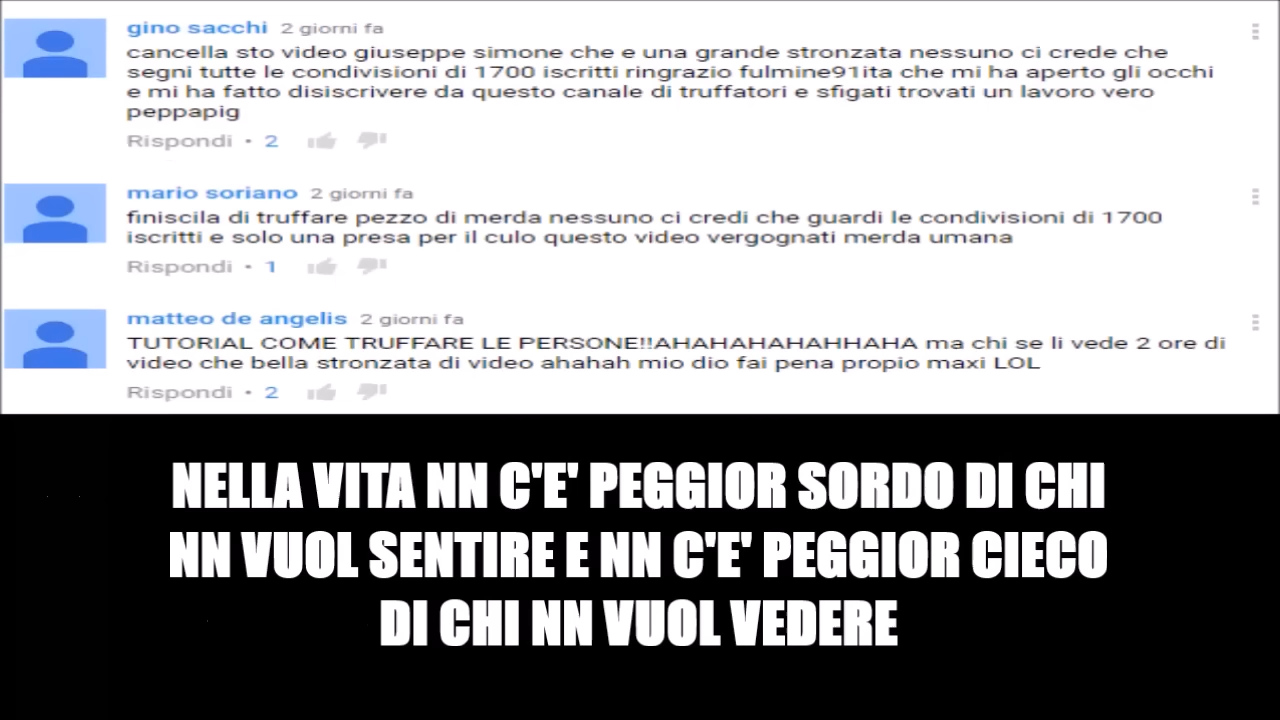 gino sacchi 2 giorni fa
cancella sto video giuseppe simone che e una grande stronzata nessuno ci crede che
segni tutte le condivisioni di 1700 iscritti ringrazio fulmine91ita che mi ha aperto gli occhi
e mi ha fatto disiscrivere da questo canale di truffatori e sfigati trovati un lavoro vero
peppapig
Rispondi • 2
mario soriano 2 giorni fa
finiscila di truffare pezzo di merda nessuno ci credi che guardi le condivisioni di 1700
iscritti e solo una presa per il culo questo video vergognati merda umana
Rispondi • 1
matteo de angelis 2 giorni fa
TUTORIAL COME TRUFFARE LE PERSONE!!AHAHAHAHAHHAHA ma chi se li vede 2 ore di
video che bella stronzata di video ahahah mio dio fai pena propio maxi LOL
Rispondi • 2
NELLA VITA NN C'E' PEGGIOR SORDO DI CHI
NN VUOL SENTIRE E NN C'E' PEGGIOR CIECO
DI CHI NN VUOL VEDERE